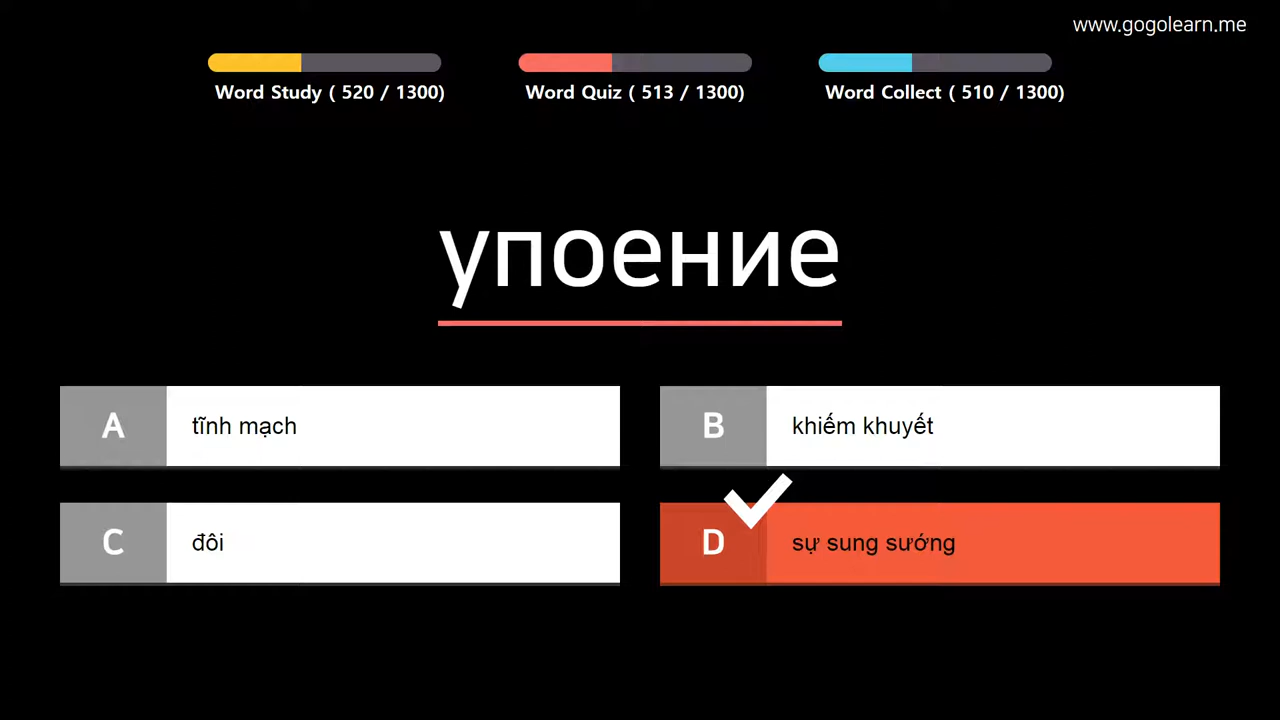 www.gogolearn.me
Word Study ( 520 / 1300)
Word Quiz ( 513 / 1300)
Word Collect ( 510 / 1300)
упоение
A tĩnh mạch
B khiếm khuyết
C đôi
D sự sung sướng